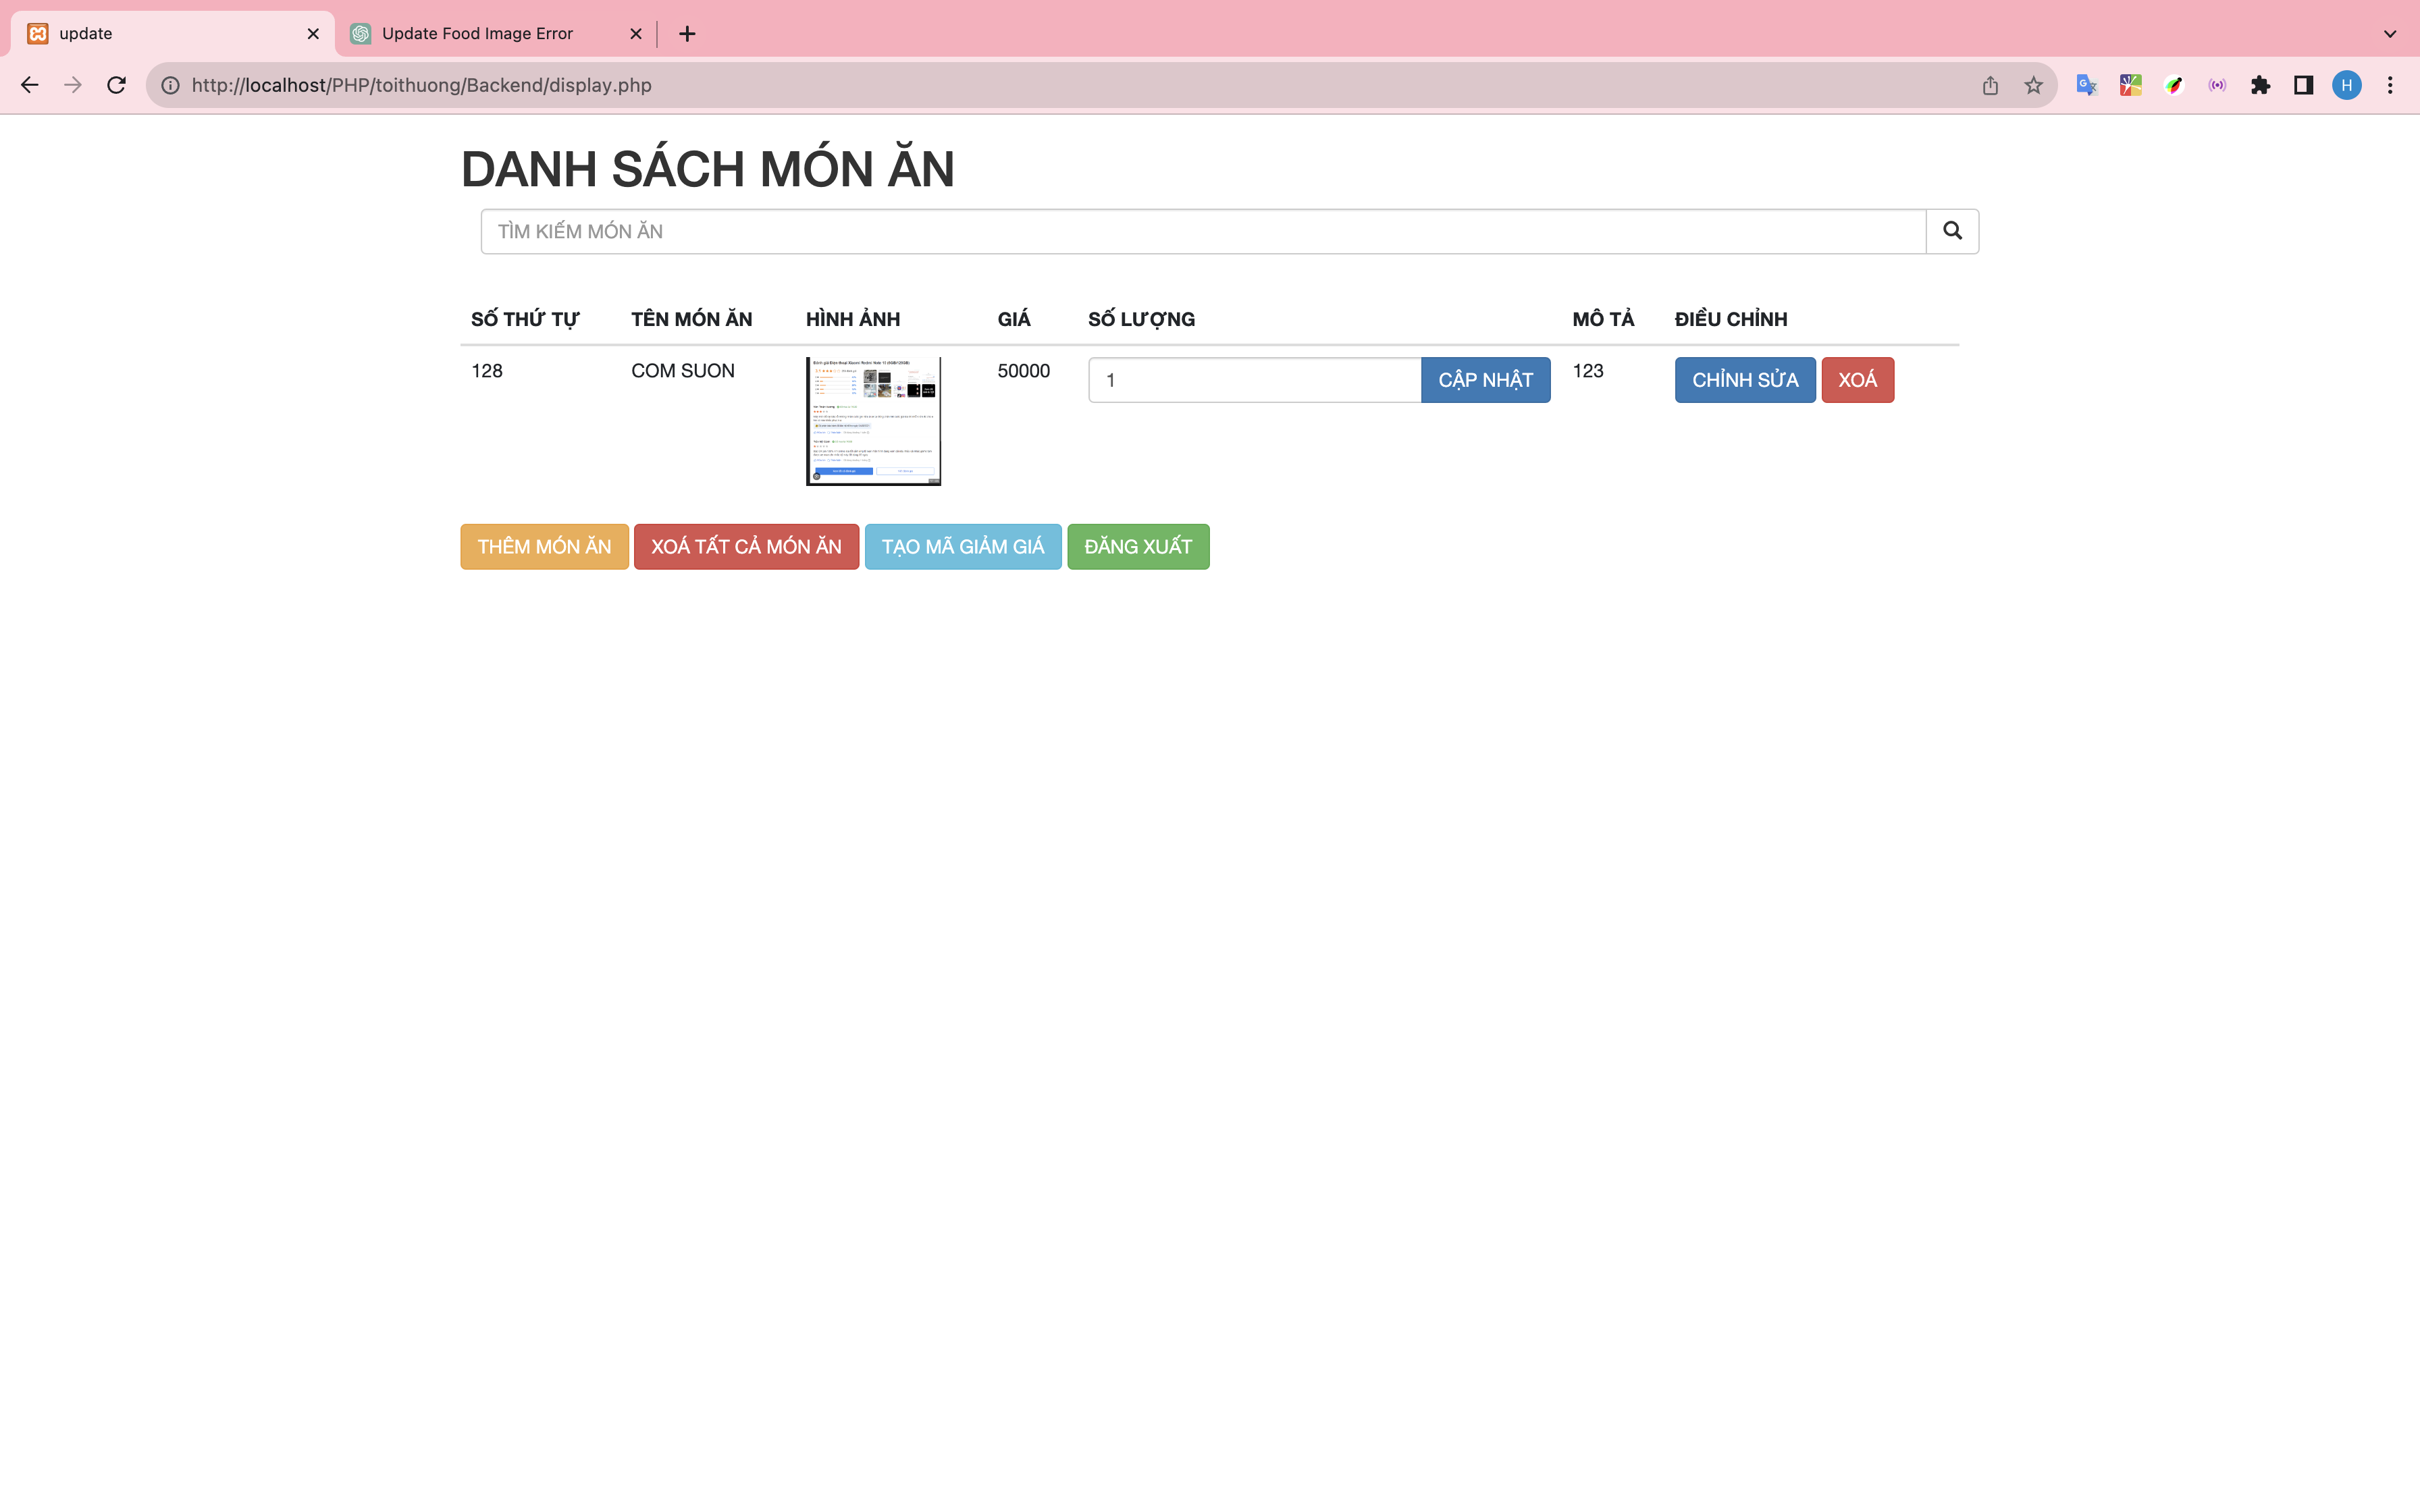 update
Update Food Image Error
http://localhost/PHP/toithuong/Backend/display.php
H
DANH SÁCH MÓN ĂN
TÌM KIẾM MÓN ĂN
SỐ THỨ TỰ TÊN MÓN ĂN HÌNH ẢNH GIÁ SỐ LƯỢNG MÔ TẢ ĐIỀU CHỈNH
128 COM SUON 50000 1 CẬP NHẬT 123 CHỈNH SỬA XOÁ
THÊM MÓN ĂN XOÁ TẤT CẢ MÓN ĂN TẠO MÃ GIẢM GIÁ ĐĂNG XUẤT